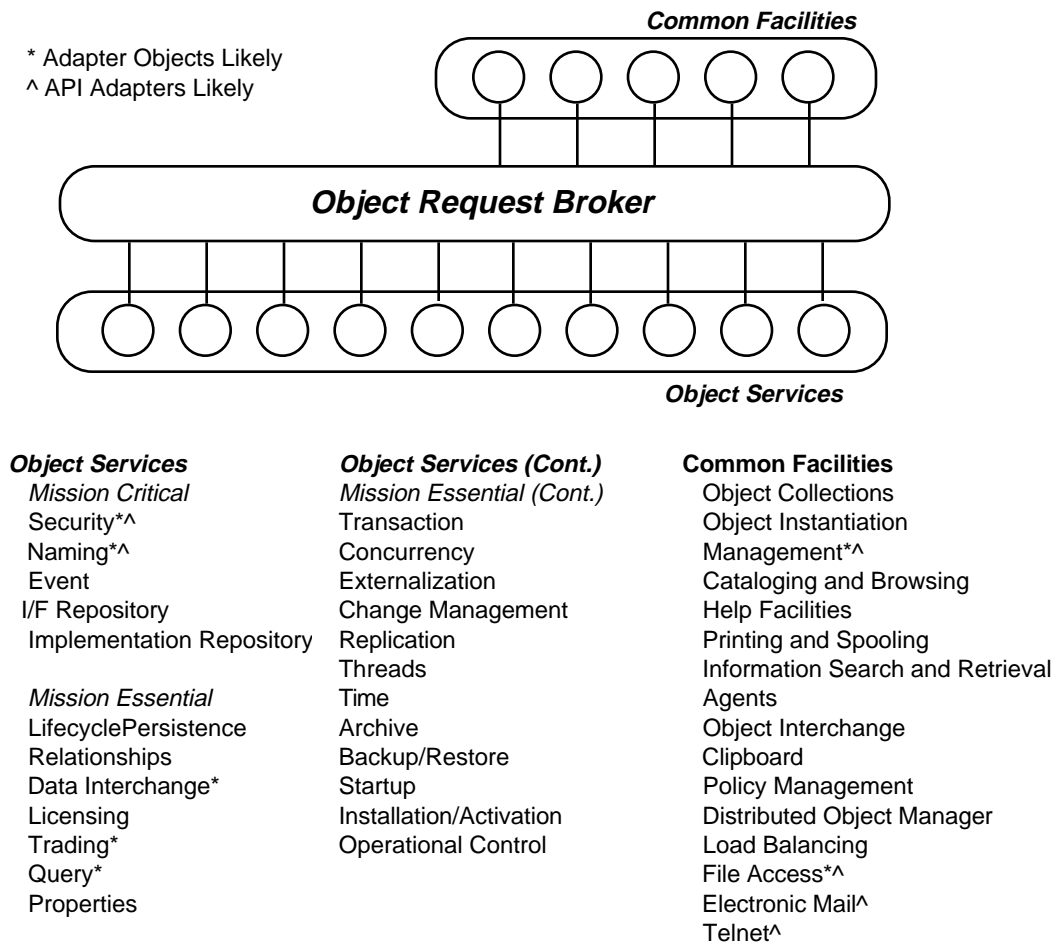 Common Facilities
* Adapter Objects Likely
^ API Adapters Likely
Object Request Broker
Object Services
Object Services
Mission Critical
Security*^
Naming*^
Event
I/F Repository
Implementation Repository
Mission Essential
LifecyclePersistence
Relationships
Data Interchange*
Licensing
Trading*
Query*
Properties
Object Services (Cont.)
Mission Essential (Cont.)
Transaction
Concurrency
Externalization
Change Management
Replication
Threads
Time
Archive
Backup/Restore
Startup
Installation/Activation
Operational Control
Common Facilities
Object Collections
Object Instantiation
Management*^
Cataloging and Browsing
Help Facilities
Printing and Spooling
Information Search and Retrieval
Agents
Object Interchange
Clipboard
Policy Management
Distributed Object Manager
Load Balancing
File Access*^
Electronic Mail^
Telnet^